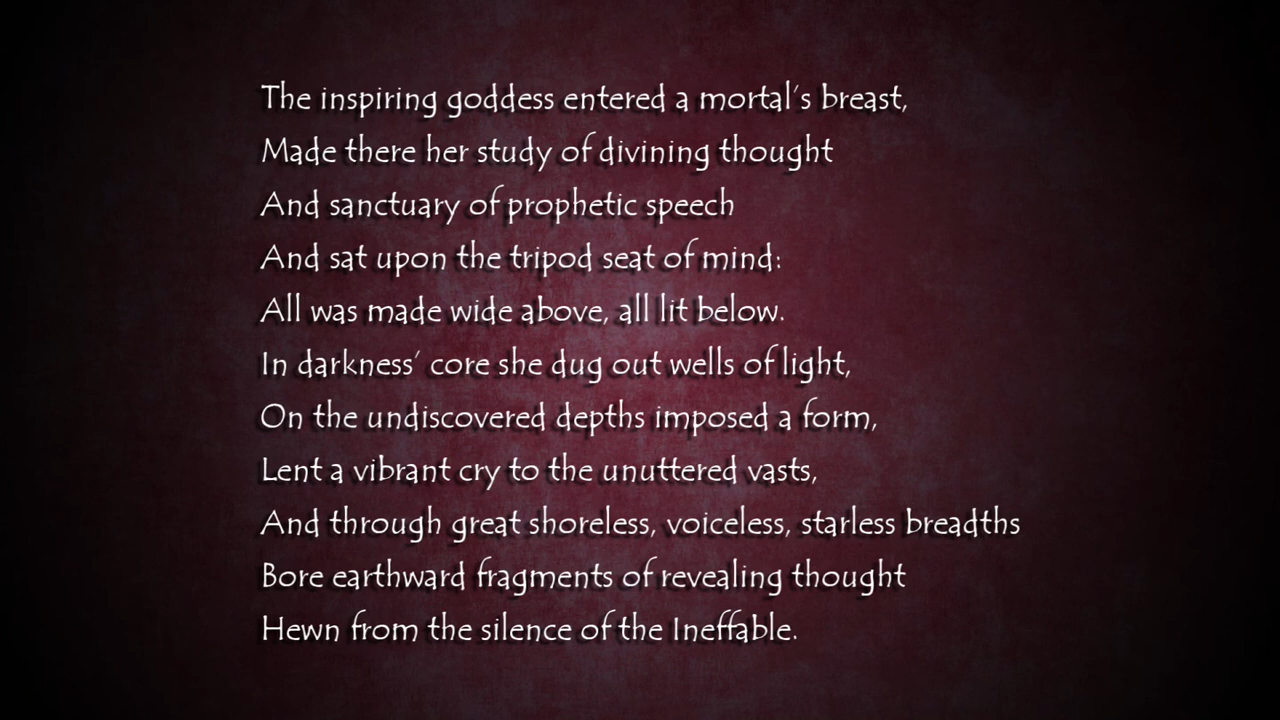 The inspiring goddess entered a mortal’s breast,
Made there her study of divining thought
And sanctuary of prophetic speech
And sat upon the tripod seat of mind:
All was made wide above, all lit below.
In darkness’ core she dug out wells of light,
On the undiscovered depths imposed a form,
Lent a vibrant cry to the unuttered vasts,
And through great shoreless, voiceless, starless breadths
Bore earthward fragments of revealing thought
Hewn from the silence of the Ineffable.